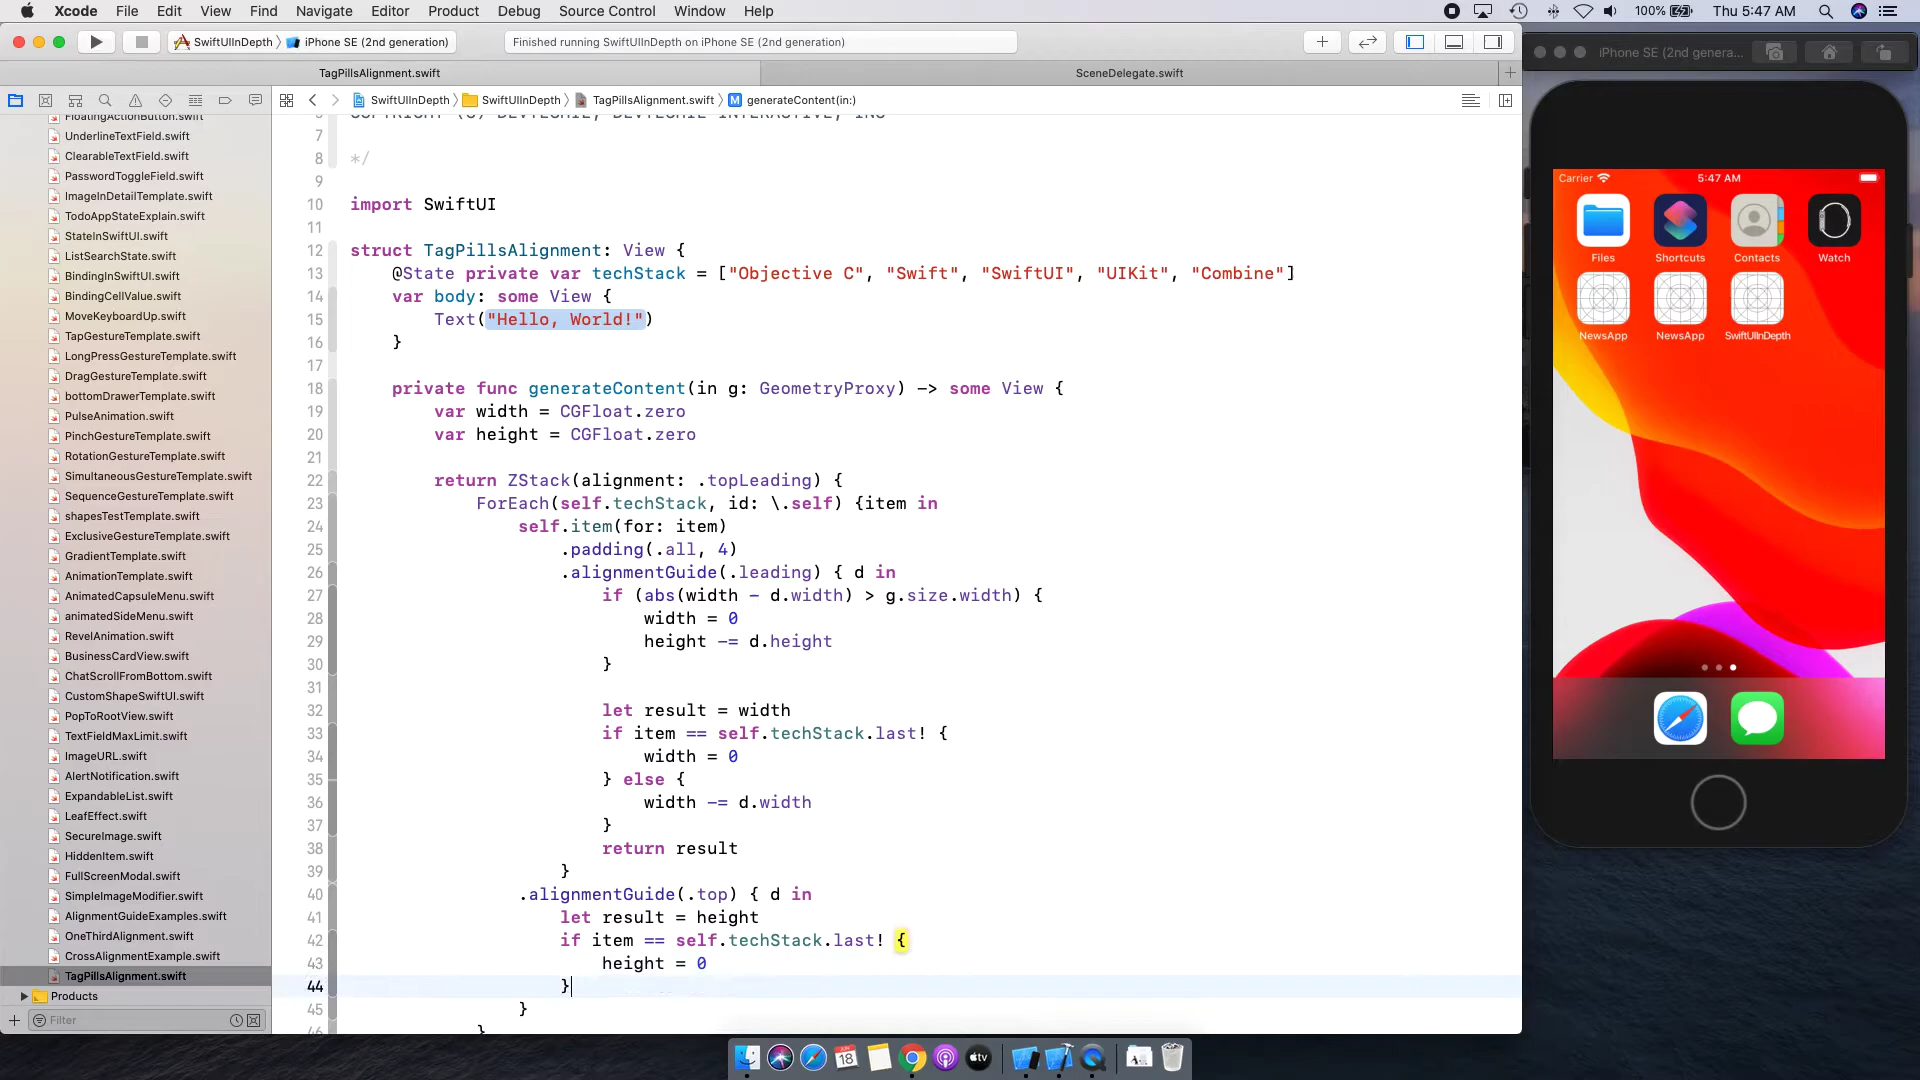 Xcode File Edit View Find Navigate Editor Product Debug Source Control Window Help 100% Thu 5:47 AM
SwiftUIInDepth iPhone SE (2nd generation) Finished running SwiftUIInDepth on iPhone SE (2nd generation)
iPhone SE (2nd genera...
TagPillsAlignment.swift SceneDelegate.swift
SwiftUIInDepth SwiftUIInDepth TagPillsAlignment.swift M generateContent(in:)
FloatingActionButton.swift
UnderlineTextField.swift
ClearableTextField.swift
PasswordToggleField.swift
ImageInDetailTemplate.swift
TodoAppStateExplain.swift
StateInSwiftUI.swift
ListSearchState.swift
BindingInSwiftUI.swift
BindingCellValue.swift
MoveKeyboardUp.swift
TapGestureTemplate.swift
LongPressGestureTemplate.swift
DragGestureTemplate.swift
bottomDrawerTemplate.swift
PulseAnimation.swift
PinchGestureTemplate.swift
RotationGestureTemplate.swift
SimultaneousGestureTemplate.swift
SequenceGestureTemplate.swift
shapesTestTemplate.swift
ExclusiveGestureTemplate.swift
GradientTemplate.swift
AnimationTemplate.swift
AnimatedCapsuleMenu.swift
animatedSideMenu.swift
RevelAnimation.swift
BusinessCardView.swift
ChatScrollFromBottom.swift
CustomShapeSwiftUI.swift
PopToRootView.swift
TextFieldMaxLimit.swift
ImageURL.swift
AlertNotification.swift
ExpandableList.swift
LeafEffect.swift
SecureImage.swift
HiddenItem.swift
FullScreenModal.swift
SimpleImageModifier.swift
AlignmentGuideExamples.swift
OneThirdAlignment.swift
CrossAlignmentExample.swift
TagPillsAlignment.swift
Products
Filter
7
8 */
9
10 import SwiftUI
11
12 struct TagPillsAlignment: View {
13 @State private var techStack = ["Objective C", "Swift", "SwiftUI", "UIKit", "Combine"]
14 var body: some View {
15 Text("Hello, World!")
16 }
17
18 private func generateContent(in g: GeometryProxy) -> some View {
19 var width = CGFloat.zero
20 var height = CGFloat.zero
21
22 return ZStack(alignment: .topLeading) {
23 ForEach(self.techStack, id: \.self) {item in
24 self.item(for: item)
25 .padding(.all, 4)
26 .alignmentGuide(.leading) { d in
27 if (abs(width - d.width) > g.size.width) {
28 width = 0
29 height -= d.height
30 }
31
32 let result = width
33 if item == self.techStack.last! {
34 width = 0
35 } else {
36 width -= d.width
37 }
38 return result
39 }
40 .alignmentGuide(.top) { d in
41 let result = height
42 if item == self.techStack.last! {
43 height = 0
44 }
45 }
46 }
Carrier 5:47 AM
Files Shortcuts Contacts Watch
NewsApp NewsApp SwiftUIInDepth
JUN
18
tv